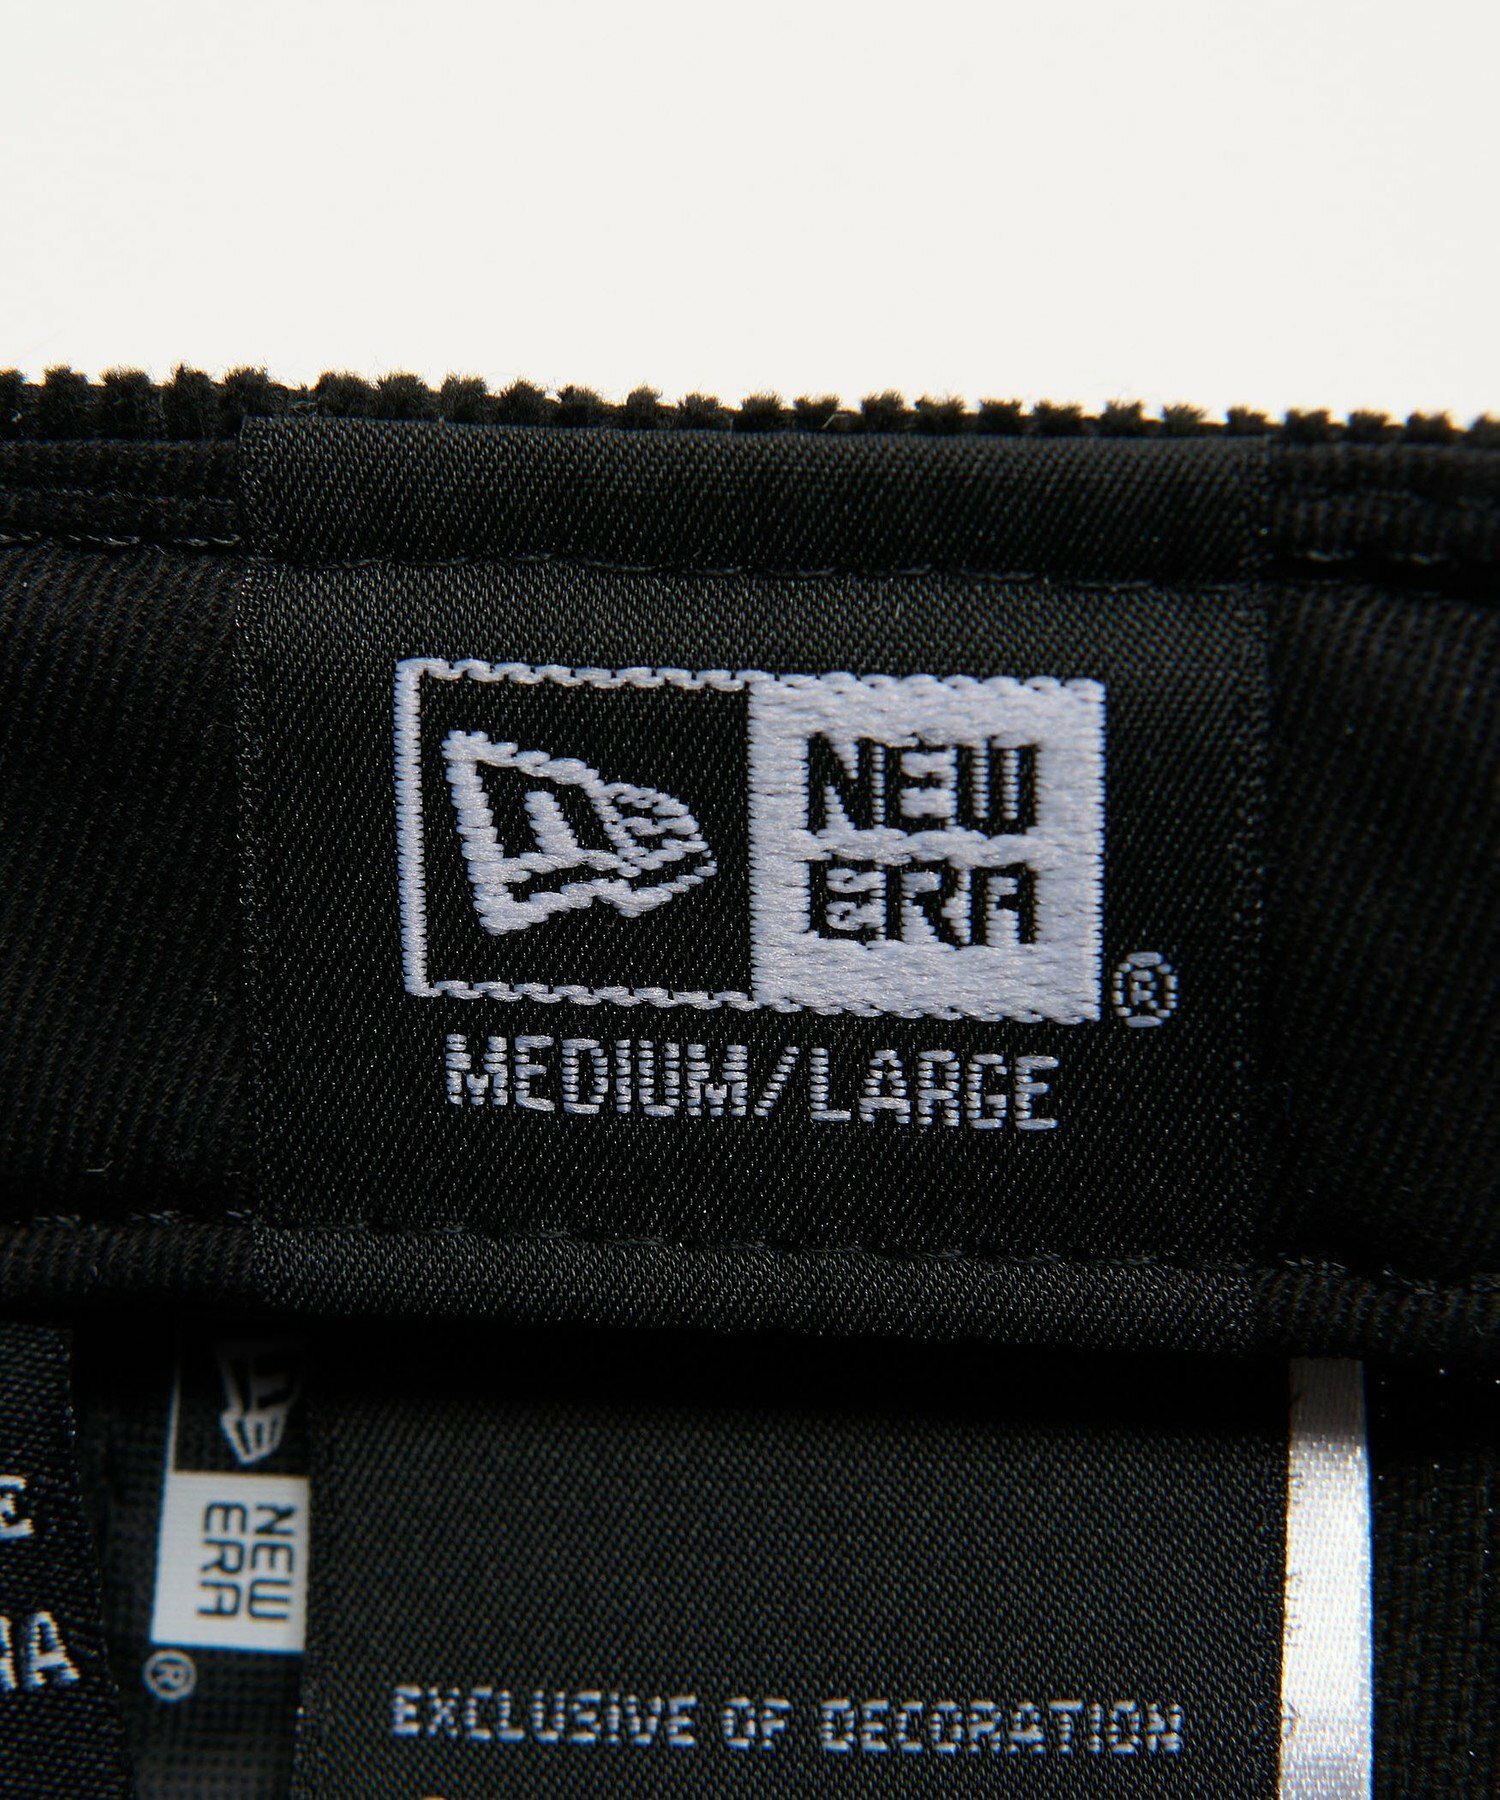 NEW
ERA
®
MEDIUM/LARGE
NEW
ERA
®
EXCLUSIVE OF DECORATION